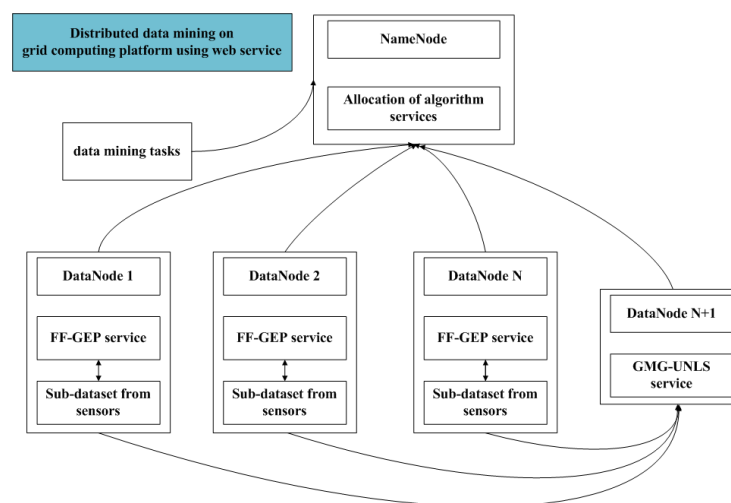 Distributed data mining on
grid computing platform using web service
NameNode
Allocation of algorithm
services
data mining tasks
DataNode 1
FF-GEP service
Sub-dataset from
sensors
DataNode 2
FF-GEP service
Sub-dataset from
sensors
DataNode N
FF-GEP service
Sub-dataset from
sensors
DataNode N+1
GMG-UNLS
service